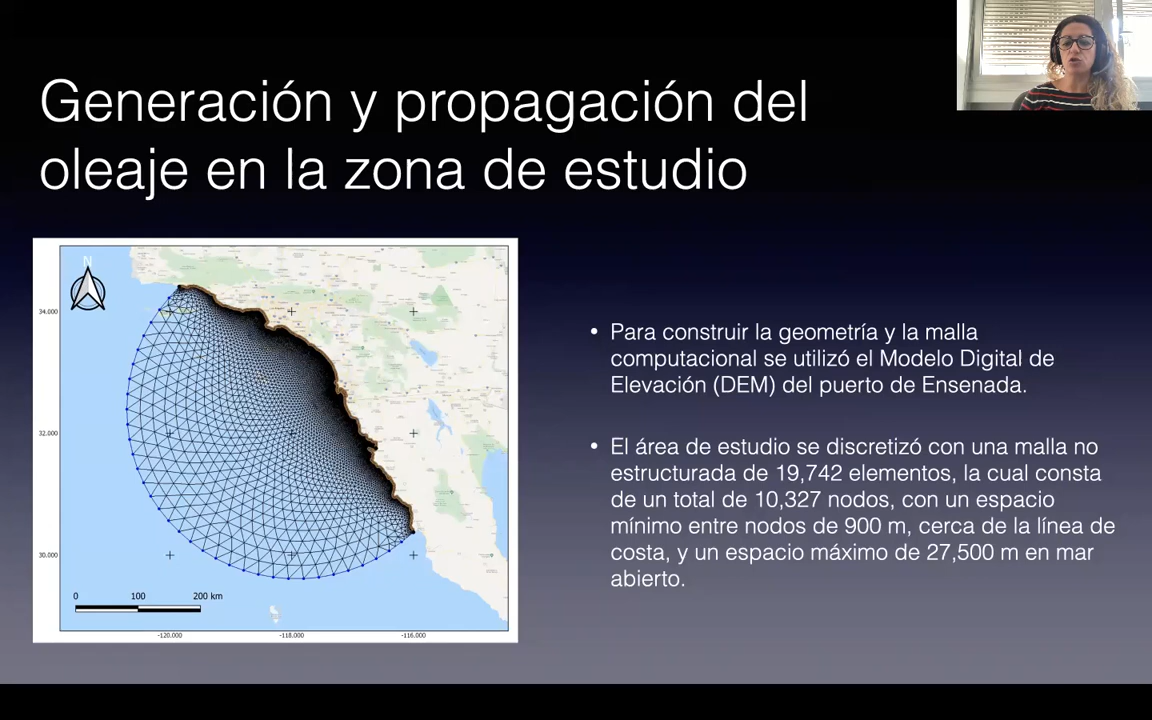 Generación y propagación del
oleaje en la zona de estudio
N
34.000
32.000
30.000
0 100 200 km
-120.000 -118.000 -116.000
• Para construir la geometría y la malla
computacional se utilizó el Modelo Digital de
Elevación (DEM) del puerto de Ensenada.
• El área de estudio se discretizó con una malla no
estructurada de 19,742 elementos, la cual consta
de un total de 10,327 nodos, con un espacio
mínimo entre nodos de 900 m, cerca de la línea de
costa, y un espacio máximo de 27,500 m en mar
abierto.